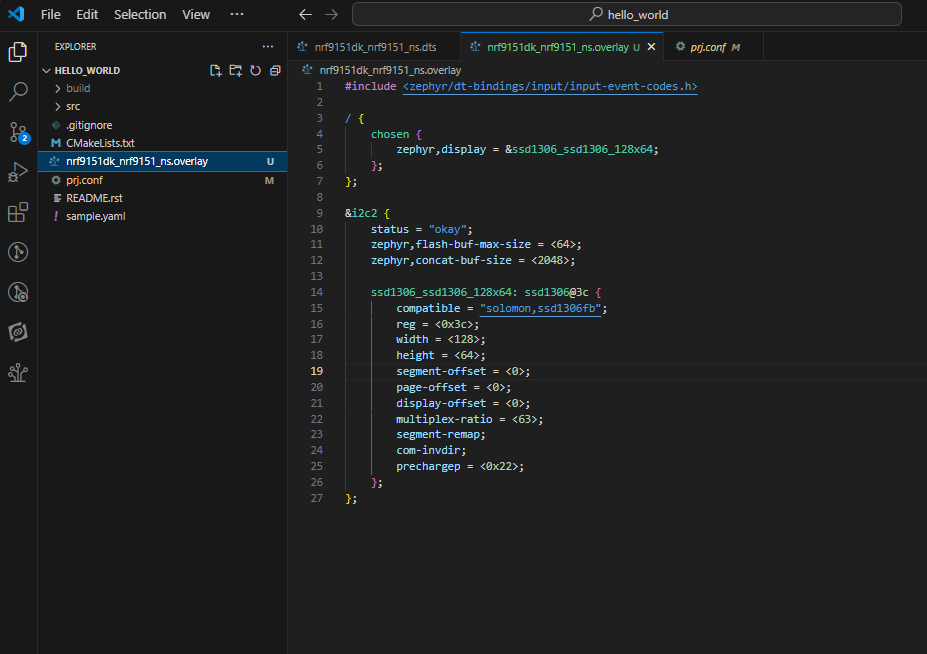 File Edit Selection View ··· hello_world
EXPLORER ···
HELLO_WORLD
build
src
.gitignore
CMakeLists.txt
nrf9151dk_nrf9151_ns.overlay U
prj.conf M
README.rst
sample.yaml
2
nrf9151dk_nrf9151_ns.dts nrf9151dk_nrf9151_ns.overlay U prj.conf M
nrf9151dk_nrf9151_ns.overlay
1 #include <zephyr/dt-bindings/input/input-event-codes.h>
2
3 / {
4 chosen {
5 zephyr,display = &ssd1306_ssd1306_128x64;
6 };
7 };
8
9 &i2c2 {
10 status = "okay";
11 zephyr,flash-buf-max-size = <64>;
12 zephyr,concat-buf-size = <2048>;
13
14 ssd1306_ssd1306_128x64: ssd1306@3c {
15 compatible = "solomon,ssd1306fb";
16 reg = <0x3c>;
17 width = <128>;
18 height = <64>;
19 segment-offset = <0>;
20 page-offset = <0>;
21 display-offset = <0>;
22 multiplex-ratio = <63>;
23 segment-remap;
24 com-invdir;
25 prechargep = <0x22>;
26 };
27 };